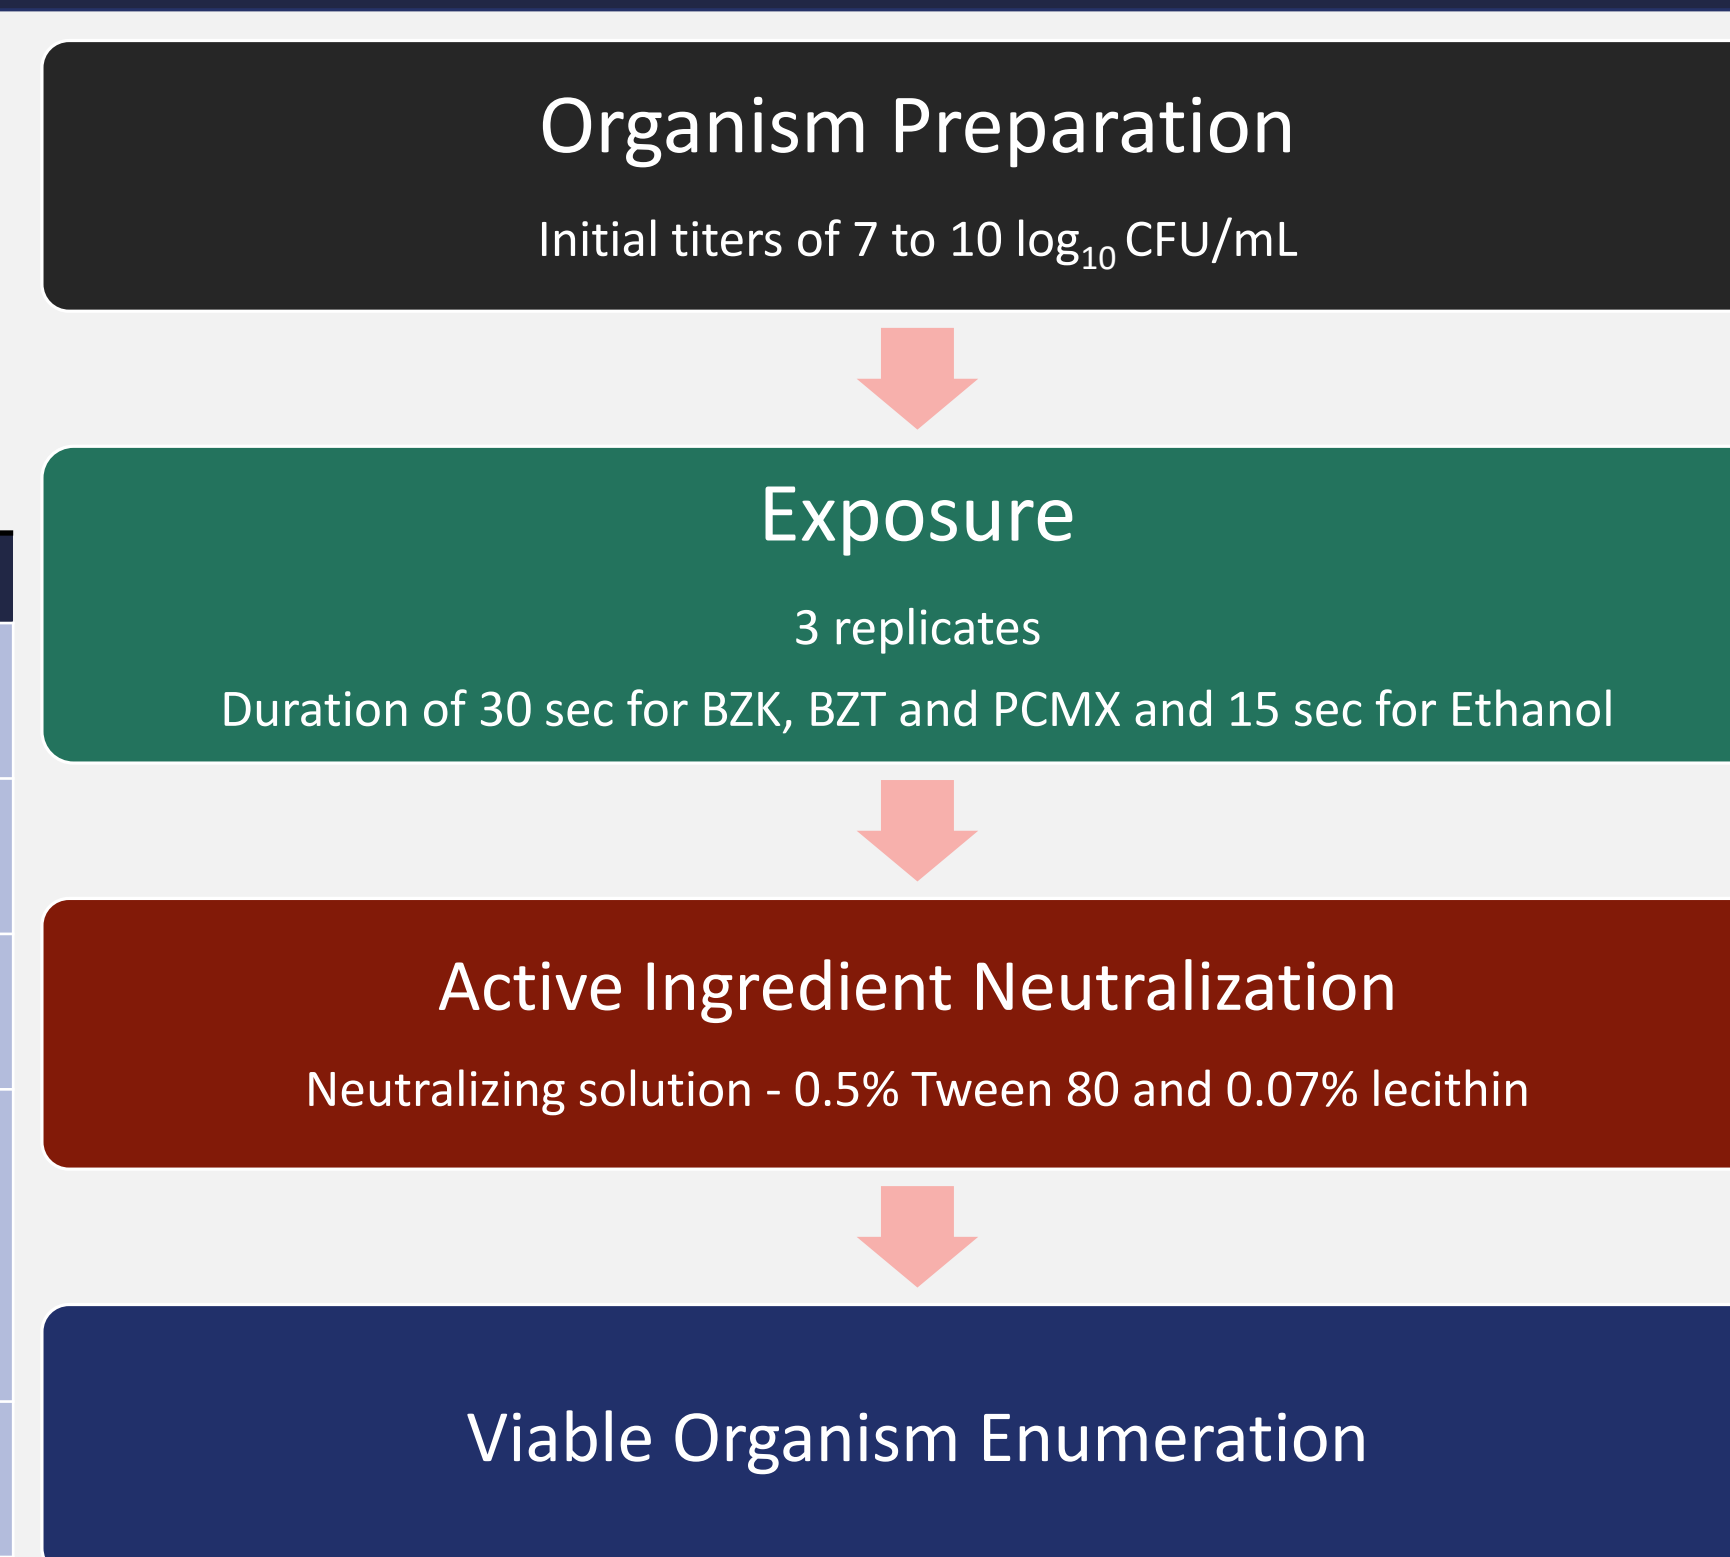 Organism Preparation
Initial titers of 7 to 10 log₁₀ CFU/mL
Exposure
3 replicates
Duration of 30 sec for BZK, BZT and PCMX and 15 sec for Ethanol
Active Ingredient Neutralization
Neutralizing solution - 0.5% Tween 80 and 0.07% lecithin
Viable Organism Enumeration